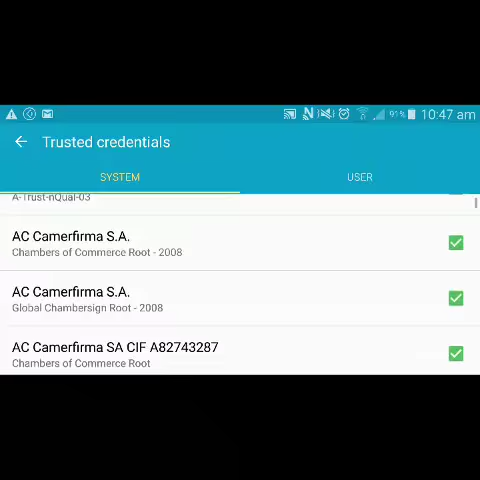 91% 10:47 am
Trusted credentials
SYSTEM USER
A-Trust-nQual-03
AC Camerfirma S.A.
Chambers of Commerce Root - 2008
AC Camerfirma S.A.
Global Chambersign Root - 2008
AC Camerfirma SA CIF A82743287
Chambers of Commerce Root